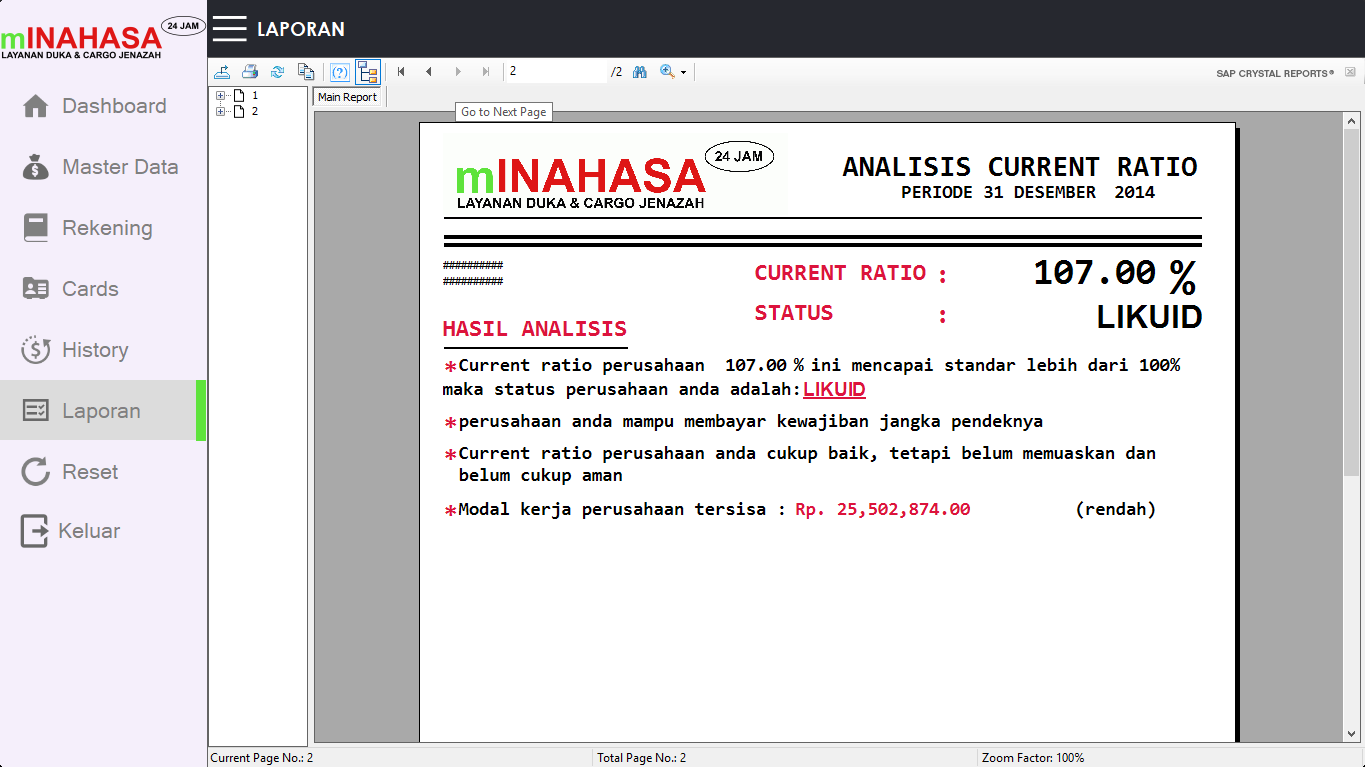 mINAHASA 24 JAM
LAYANAN DUKA & CARGO JENAZAH
LAPORAN
Dashboard
Master Data
Rekening
Cards
History
Laporan
Reset
Keluar
2 /2
SAP CRYSTAL REPORTS®
1
2
Main Report
Go to Next Page
mINAHASA 24 JAM
LAYANAN DUKA & CARGO JENAZAH
ANALISIS CURRENT RATIO
PERIODE 31 DESEMBER 2014
##########
##########
CURRENT RATIO : 107.00 %
STATUS : LIKUID
HASIL ANALISIS
*Current ratio perusahaan 107.00 % ini mencapai standar lebih dari 100%
maka status perusahaan anda adalah:LIKUID
*perusahaan anda mampu membayar kewajiban jangka pendeknya
*Current ratio perusahaan anda cukup baik, tetapi belum memuaskan dan
belum cukup aman
*Modal kerja perusahaan tersisa : Rp. 25,502,874.00 (rendah)
Current Page No.: 2
Total Page No.: 2
Zoom Factor: 100%